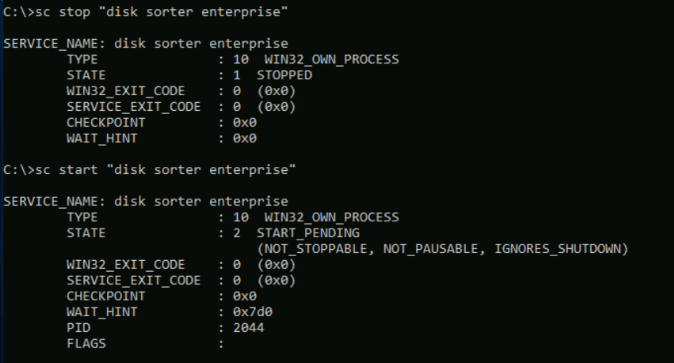 C:\>sc stop "disk sorter enterprise"
SERVICE_NAME: disk sorter enterprise
TYPE : 10 WIN32_OWN_PROCESS
STATE : 1 STOPPED
WIN32_EXIT_CODE : 0 (0x0)
SERVICE_EXIT_CODE : 0 (0x0)
CHECKPOINT : 0x0
WAIT_HINT : 0x0
C:\>sc start "disk sorter enterprise"
SERVICE_NAME: disk sorter enterprise
TYPE : 10 WIN32_OWN_PROCESS
STATE : 2 START_PENDING
(NOT_STOPPABLE, NOT_PAUSABLE, IGNORES_SHUTDOWN)
WIN32_EXIT_CODE : 0 (0x0)
SERVICE_EXIT_CODE : 0 (0x0)
CHECKPOINT : 0x0
WAIT_HINT : 0x7d0
PID : 2044
FLAGS :